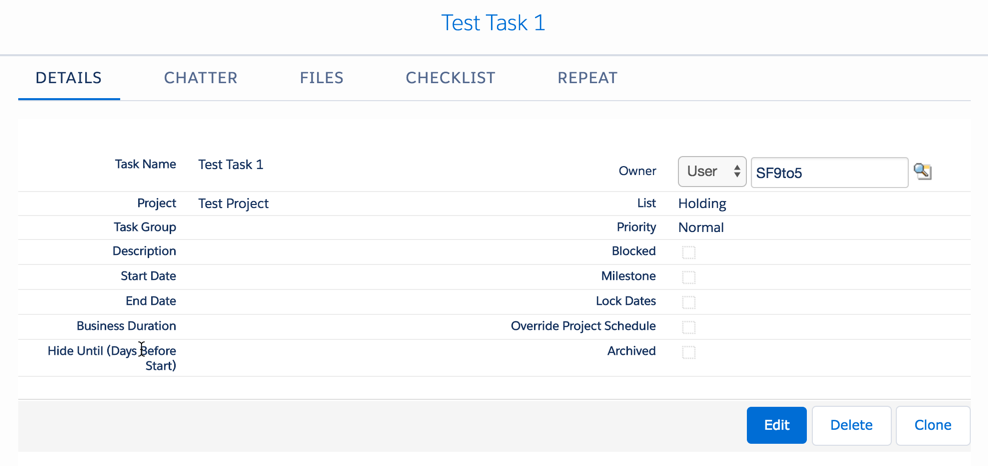 Test Task 1
DETAILS CHATTER FILES CHECKLIST REPEAT
Task Name Test Task 1 Owner User SF9to5
Project Test Project List Holding
Task Group Priority Normal
Description Blocked
Start Date Milestone
End Date Lock Dates
Business Duration Override Project Schedule
Hide Until (Days Before Archived
Start)
Edit Delete Clone